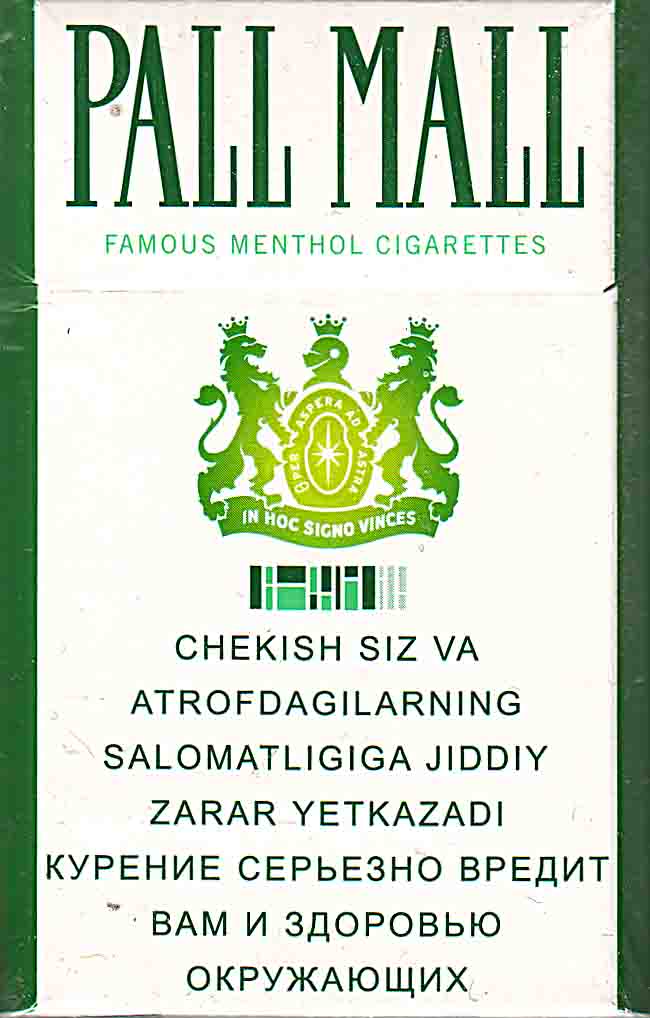 PALL MALL
FAMOUS MENTHOL CIGARETTES
PER ASPERA AD ASTRA
IN HOC SIGNO VINCES
CHEKISH SIZ VA
ATROFDAGILARNING
SALOMATLIGIGA JIDDIY
ZARAR YETKAZADI
КУРЕНИЕ СЕРЬЕЗНО ВРЕДИТ
ВАМ И ЗДОРОВЬЮ
ОКРУЖАЮЩИХ